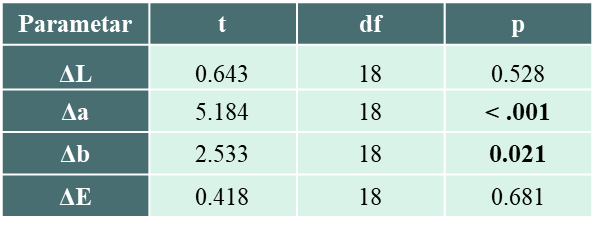 Parametar t df p
ΔL 0.643 18 0.528
Δa 5.184 18 < .001
Δb 2.533 18 0.021
ΔE 0.418 18 0.681